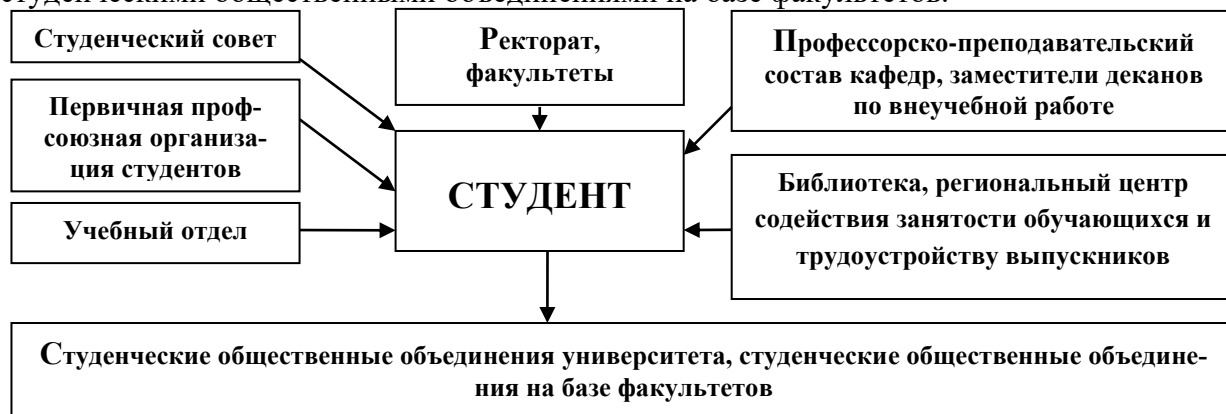 студенческими общественными объединениями на базе факультетов.
Студенческий совет
Ректорат,
факультеты
Профессорско-преподавательский
состав кафедр, заместители деканов
по внеучебной работе
Первичная проф-
союзная организа-
ция студентов
СТУДЕНТ
Библиотека, региональный центр
содействия занятости обучающихся и
трудоустройству выпускников
Учебный отдел
Студенческие общественные объединения университета, студенческие общественные объедине-
ния на базе факультетов